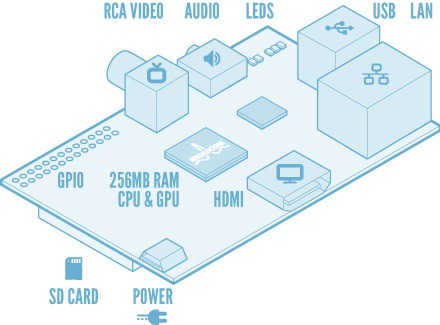 RCA VIDEO AUDIO LEDS USB LAN
GPIO
256MB RAM
CPU & GPU
HDMI
SD CARD
POWER